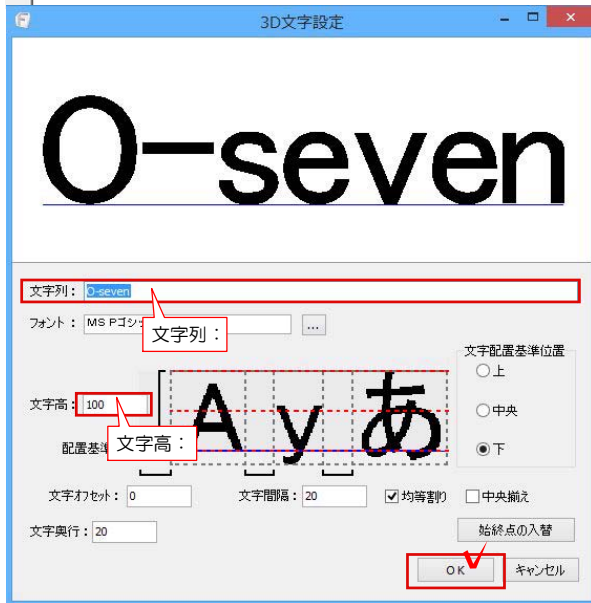 3D文字設定
O-seven
文字列： O-seven
フォント： MS Pゴシッ ...
文字列：
文字配置基準位置
上
文字高： 100
Ayあ
中央
文字高：
配置基準
下
文字オフセット： 0 文字間隔： 20 均等割り 中央揃え
文字奥行： 20 始終点の入替
OK キャンセル